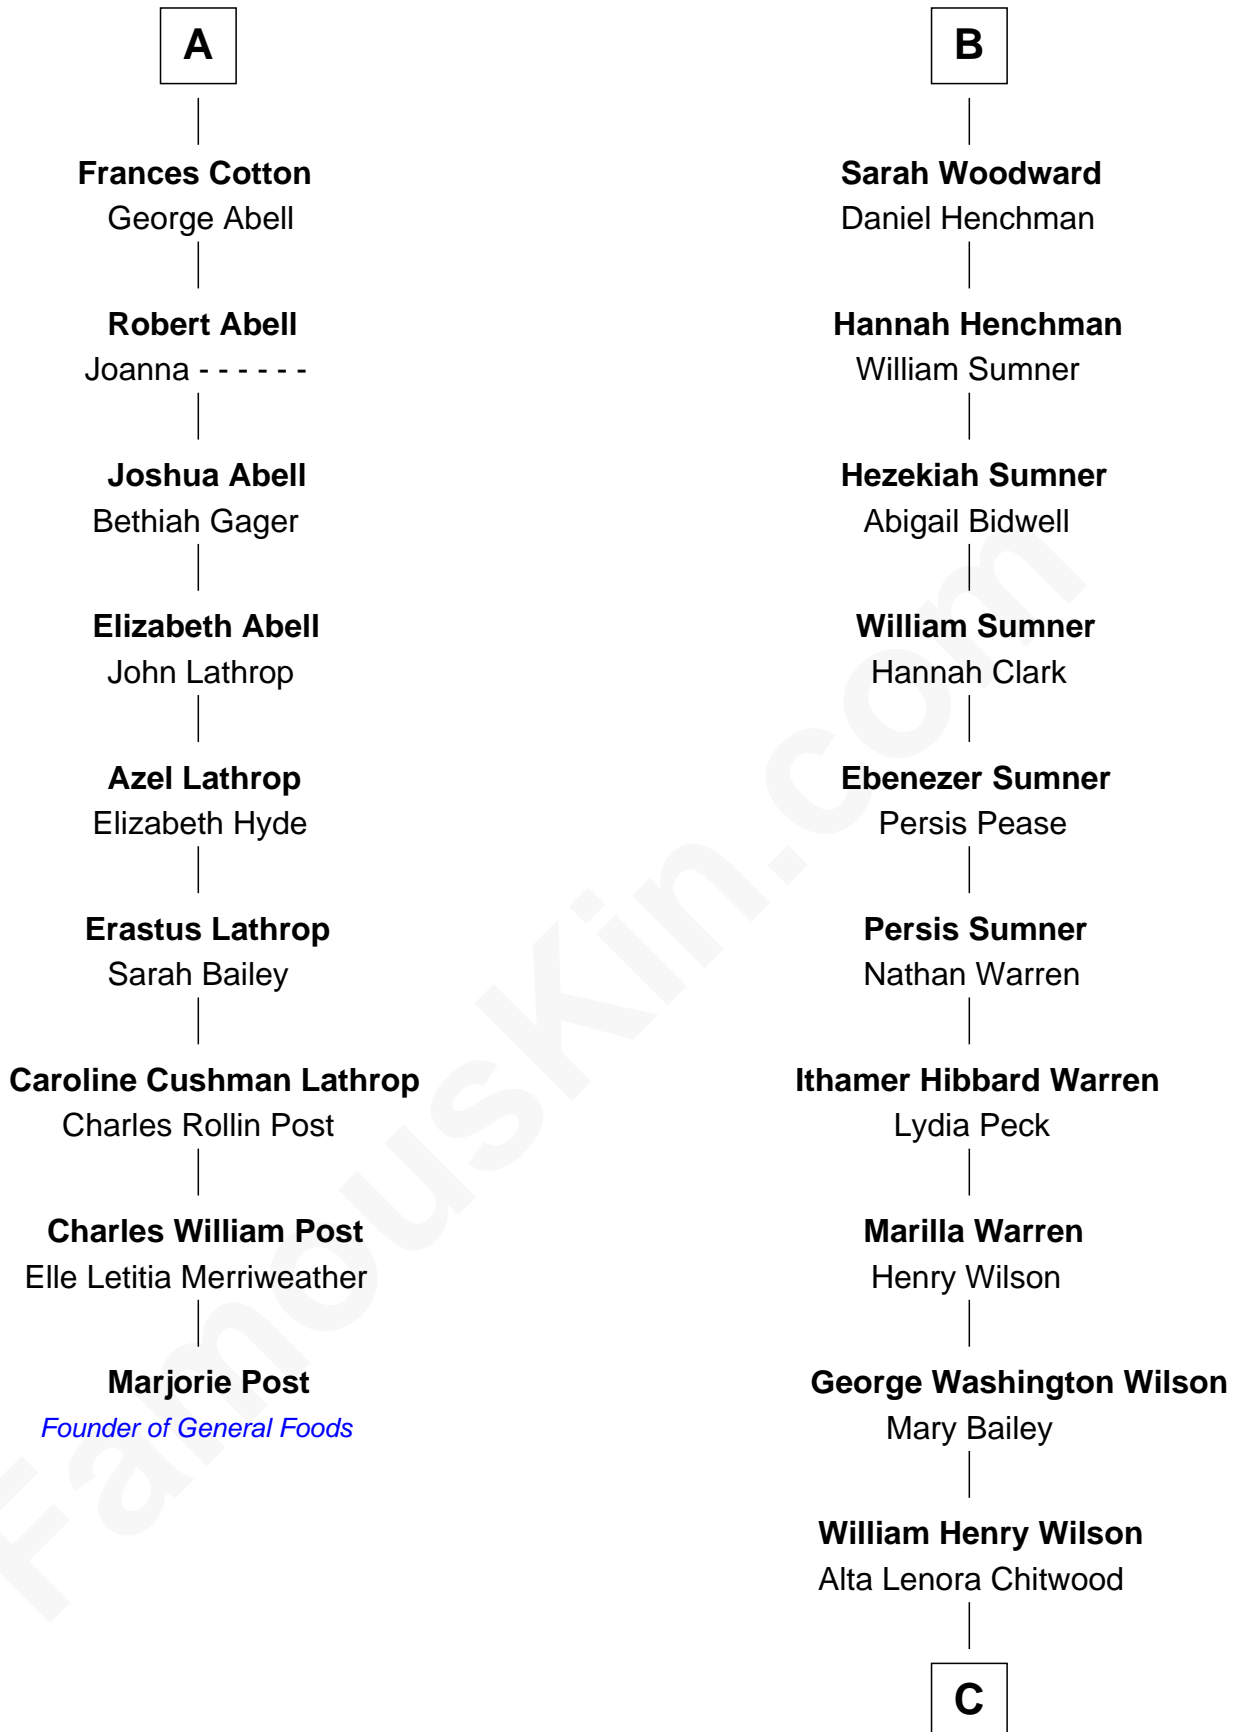 A
Frances Cotton
George Abell
Robert Abell
Joanna - - - - - -
Joshua Abell
Bethiah Gager
Elizabeth Abell
John Lathrop
Azel Lathrop
Elizabeth Hyde
Erastus Lathrop
Sarah Bailey
Caroline Cushman Lathrop
Charles Rollin Post
Charles William Post
Elle Letitia Merriweather
Marjorie Post
Founder of General Foods
B
Sarah Woodward
Daniel Henchman
Hannah Henchman
William Sumner
Hezekiah Sumner
Abigail Bidwell
William Sumner
Hannah Clark
Ebenezer Sumner
Persis Pease
Persis Sumner
Nathan Warren
Ithamer Hibbard Warren
Lydia Peck
Marilla Warren
Henry Wilson
George Washington Wilson
Mary Bailey
William Henry Wilson
Alta Lenora Chitwood
C
FamousKin.com